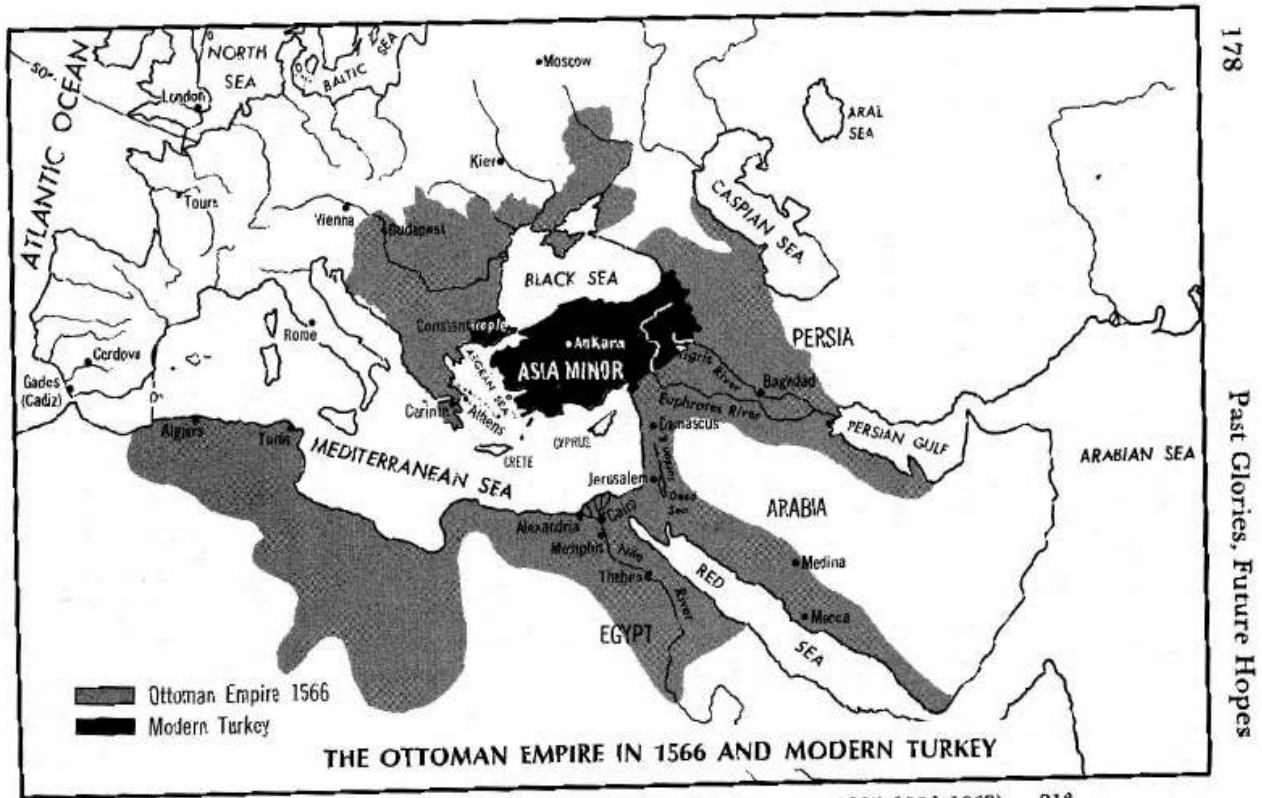 178
Past Glories, Future Hopes
ATLANTIC OCEAN
50°
NORTH
SEA
BALTIC
SEA
London
Moscow
ARAL
SEA
Kier
Tours
Vienna
Budapest
CASPIAN SEA
BLACK SEA
Rome
Constantinople
Ankara
ASIA MINOR
PERSIA
Cordova
Gades
(Cadiz)
0°
AEGEAN SEA
Tigris River
Baghdad
Euphrates River
Athens
Algiers
Tunis
MEDITERRANEAN SEA
CRETE
CYPRUS
Damascus
PERSIAN GULF
ARABIAN SEA
Jerusalem
Dead
Sea
ARABIA
Alexandria
Cairo
Memphis
Nile
River
Thebes
Medina
RED
SEA
Mecca
EGYPT
Ottoman Empire 1566
Modern Turkey
THE OTTOMAN EMPIRE IN 1566 AND MODERN TURKEY